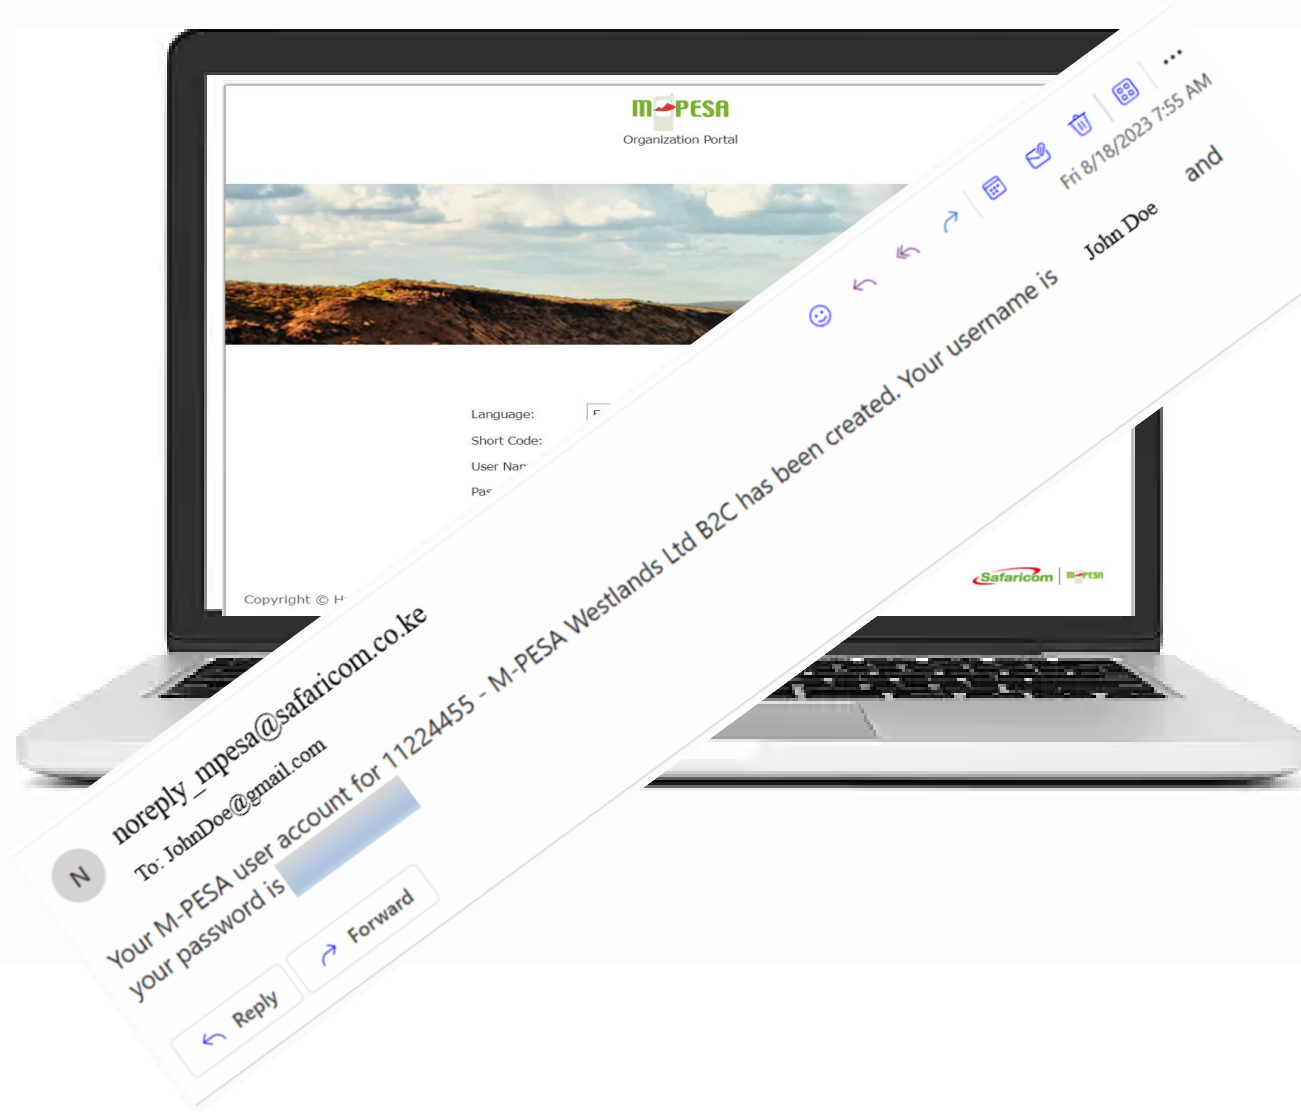 M-PESA
Organization Portal
Language:
Short Code:
User
Copyright ©
Safaricom | M-PESA
Fri 8/18/2023 7:55 AM
N
noreply_mpesa@safaricom.co.ke
To: JohnDoe@gmail.com
Your M-PESA user account for 11224455 - M-PESA Westlands Ltd B2C has been created. Your username is John Doe and
your password is
Reply
Forward